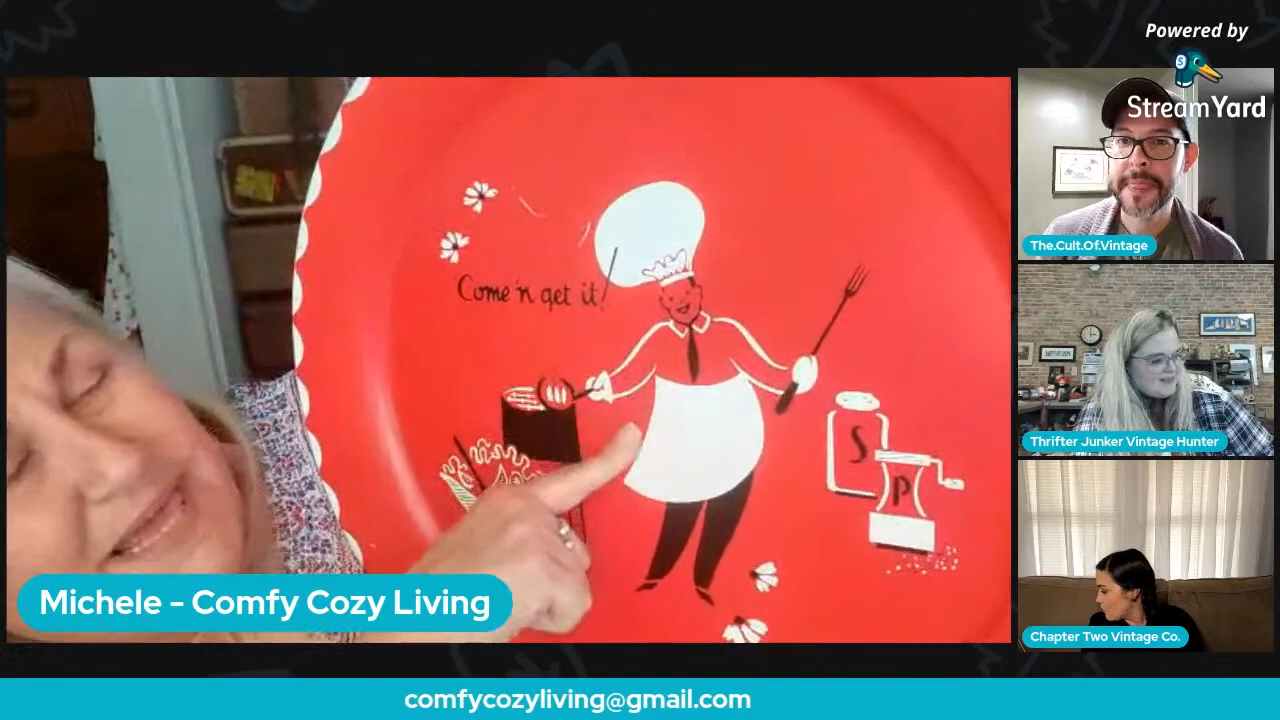 Powered by
StreamYard
Come 'n get it!
S
P
The.Cult.Of.Vintage
Thrifter Junker Vintage Hunter
Chapter Two Vintage Co.
Michele - Comfy Cozy Living
comfycozyliving@gmail.com